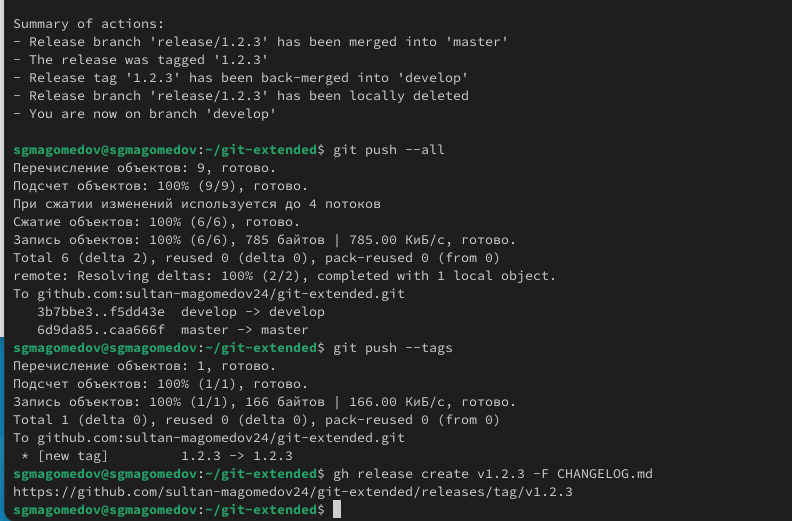 Summary of actions:
- Release branch 'release/1.2.3' has been merged into 'master'
- The release was tagged '1.2.3'
- Release tag '1.2.3' has been back-merged into 'develop'
- Release branch 'release/1.2.3' has been locally deleted
- You are now on branch 'develop'
sgmagomedov@sgmagomedov:~/git-extended$ git push --all
Перечисление объектов: 9, готово.
Подсчет объектов: 100% (9/9), готово.
При сжатии изменений используется до 4 потоков
Сжатие объектов: 100% (6/6), готово.
Запись объектов: 100% (6/6), 785 байтов | 785.00 КиБ/с, готово.
Total 6 (delta 2), reused 0 (delta 0), pack-reused 0 (from 0)
remote: Resolving deltas: 100% (2/2), completed with 1 local object.
To github.com:sultan-magomedov24/git-extended.git
   3b7bbe3..f5dd43e  develop -> develop
   6d9da85..caa666f  master -> master
sgmagomedov@sgmagomedov:~/git-extended$ git push --tags
Перечисление объектов: 1, готово.
Подсчет объектов: 100% (1/1), готово.
Запись объектов: 100% (1/1), 166 байтов | 166.00 КиБ/с, готово.
Total 1 (delta 0), reused 0 (delta 0), pack-reused 0 (from 0)
To github.com:sultan-magomedov24/git-extended.git
 * [new tag]         1.2.3 -> 1.2.3
sgmagomedov@sgmagomedov:~/git-extended$ gh release create v1.2.3 -F CHANGELOG.md
https://github.com/sultan-magomedov24/git-extended/releases/tag/v1.2.3
sgmagomedov@sgmagomedov:~/git-extended$